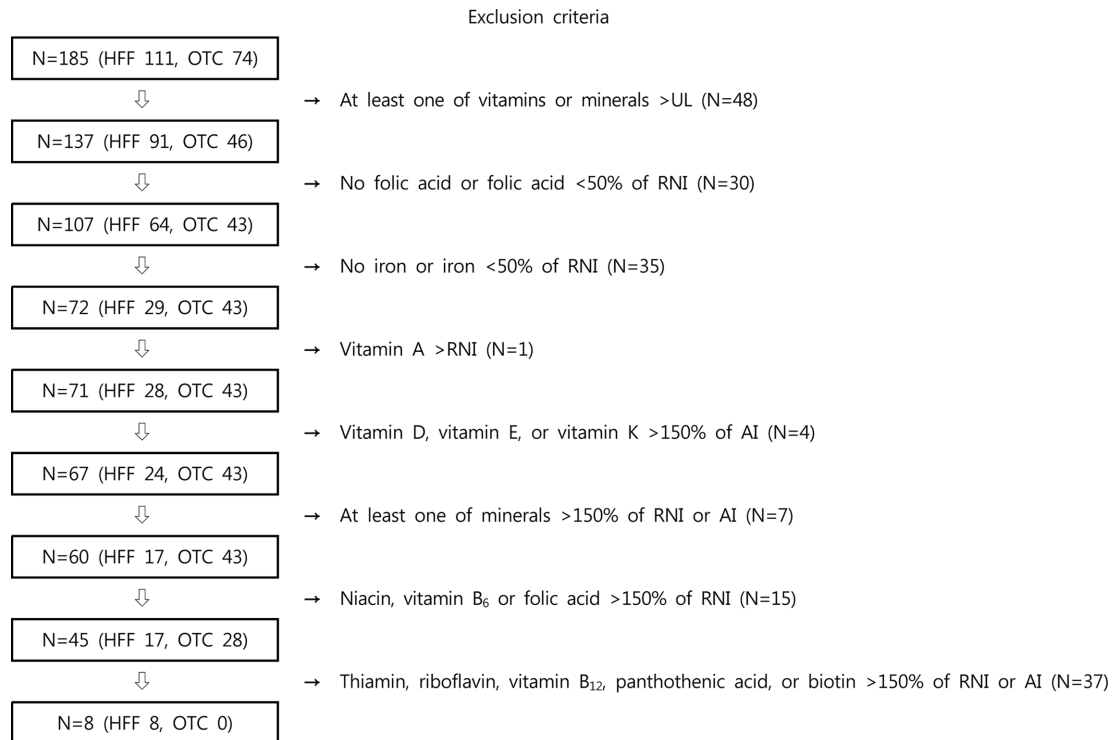 Exclusion criteria
N=185 (HFF 111, OTC 74)
⇩
→ At least one of vitamins or minerals >UL (N=48)
N=137 (HFF 91, OTC 46)
⇩
→ No folic acid or folic acid <50% of RNI (N=30)
N=107 (HFF 64, OTC 43)
⇩
→ No iron or iron <50% of RNI (N=35)
N=72 (HFF 29, OTC 43)
⇩
→ Vitamin A >RNI (N=1)
N=71 (HFF 28, OTC 43)
⇩
→ Vitamin D, vitamin E, or vitamin K >150% of AI (N=4)
N=67 (HFF 24, OTC 43)
⇩
→ At least one of minerals >150% of RNI or AI (N=7)
N=60 (HFF 17, OTC 43)
⇩
→ Niacin, vitamin B₆ or folic acid >150% of RNI (N=15)
N=45 (HFF 17, OTC 28)
⇩
→ Thiamin, riboflavin, vitamin B₁₂, panthothenic acid, or biotin >150% of RNI or AI (N=37)
N=8 (HFF 8, OTC 0)